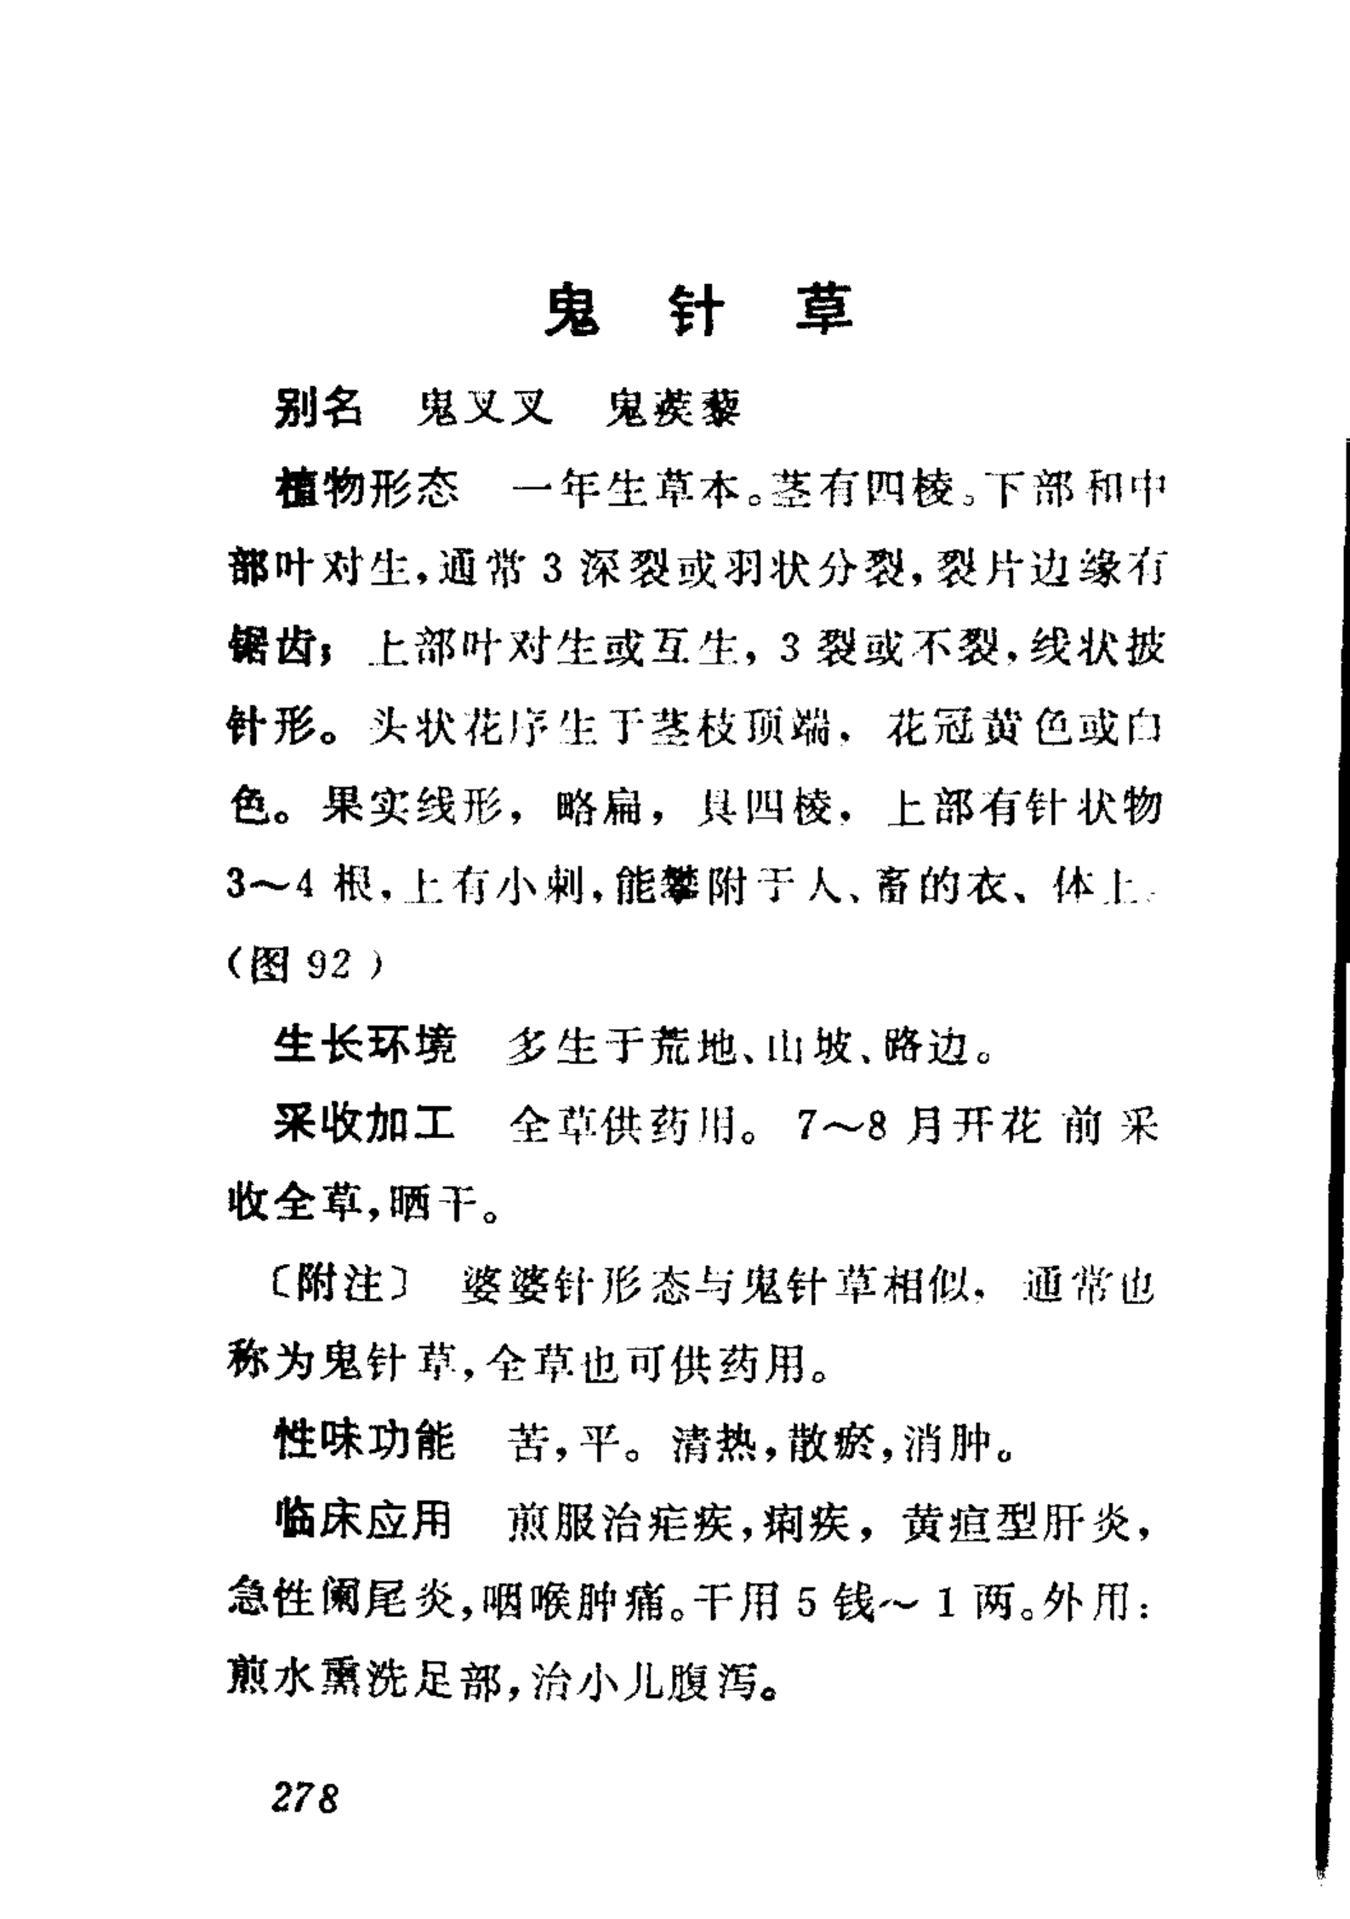 鬼 针 草
别名 鬼叉叉 鬼蒺藜
植物形态 一年生草本。茎有四棱。下部和中
部叶对生，通常3深裂或羽状分裂，裂片边缘有
锯齿；上部叶对生或互生，3裂或不裂，线状披
针形。头状花序生于茎枝顶端，花冠黄色或白
色。果实线形，略扁，具四棱，上部有针状物
3～4根，上有小刺，能攀附于人、畜的衣、体上。
（图92）
生长环境 多生于荒地、山坡、路边。
采收加工 全草供药用。7～8月开花前采
收全草，晒干。
〔附注〕 婆婆针形态与鬼针草相似，通常也
称为鬼针草，全草也可供药用。
性味功能 苦，平。清热，散瘀，消肿。
临床应用 煎服治疟疾，痢疾，黄疸型肝炎，
急性阑尾炎，咽喉肿痛。干用5钱～1两。外用：
煎水熏洗足部，治小儿腹泻。
278